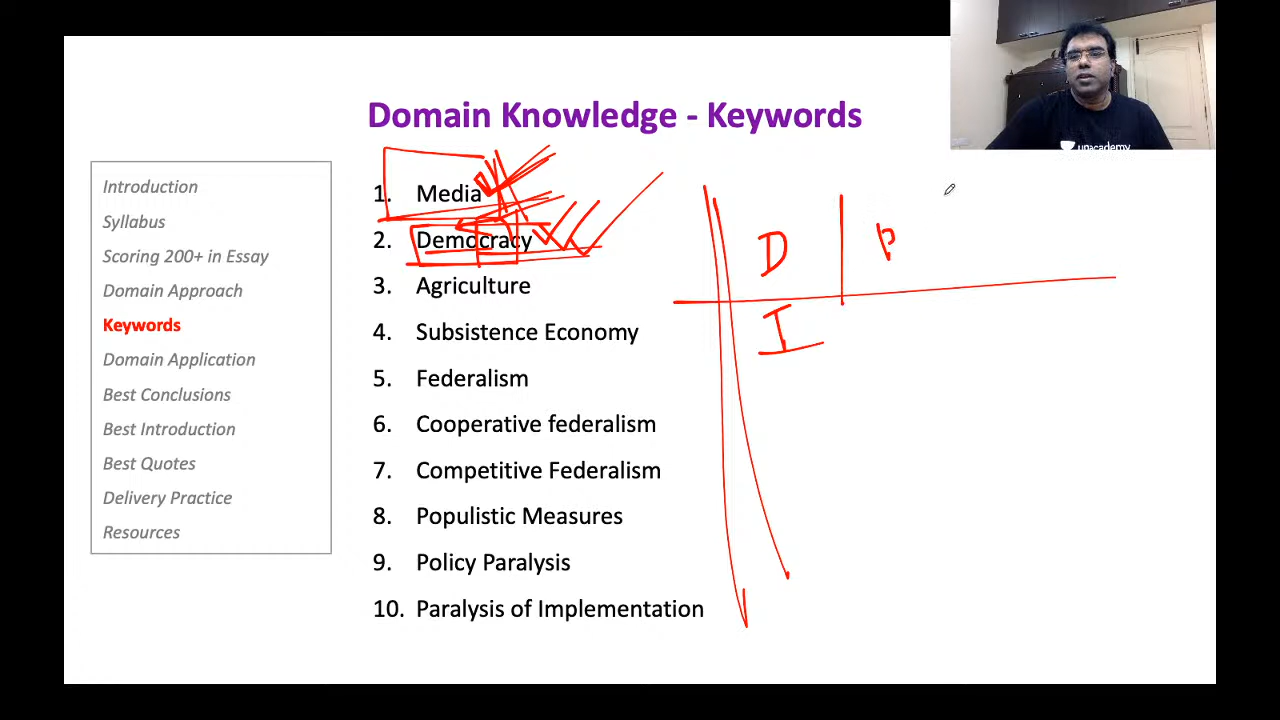 Domain Knowledge - Keywords
Introduction
Syllabus
Scoring 200+ in Essay
Domain Approach
Keywords
Domain Application
Best Conclusions
Best Introduction
Best Quotes
Delivery Practice
Resources
1. Media
2. Democracy
3. Agriculture
4. Subsistence Economy
5. Federalism
6. Cooperative federalism
7. Competitive Federalism
8. Populistic Measures
9. Policy Paralysis
10. Paralysis of Implementation
D
I
unacademy